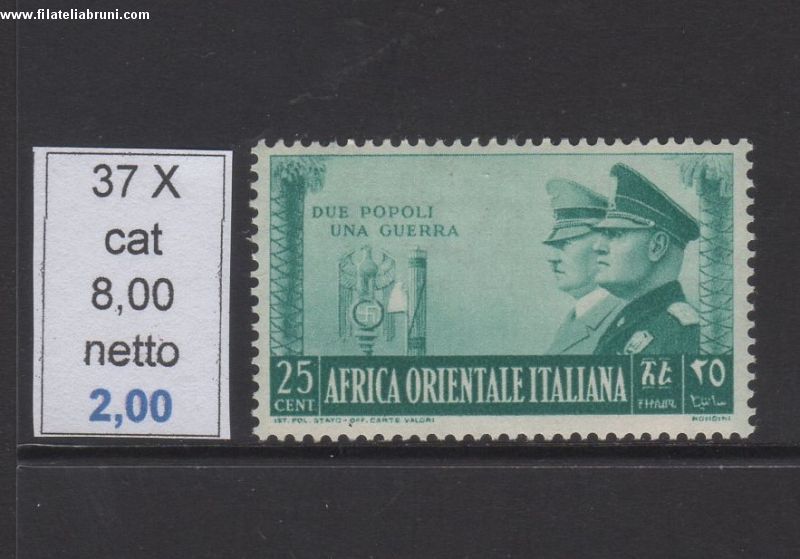 www.filateliabruni.com
37 X
cat
8,00
netto
2,00
DUE POPOLI
UNA GUERRA
25
CENT
AFRICA ORIENTALE ITALIANA
٢٥
IST. POL. STATO-OFF. CARTE VALORI